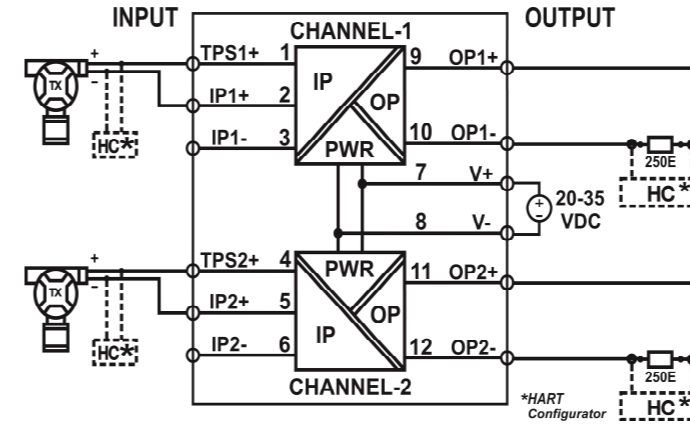 INPUT
OUTPUT
CHANNEL-1
+
TPS1+ 1
TX
−
IP1+ 2
HC*
IP1- 3
IP
OP
PWR
9 OP1+
10 OP1-
250E
HC*
7 V+
8 V-
+
−
20-35
VDC
+
TPS2+ 4
TX
−
IP2+ 5
HC*
IP2- 6
PWR
OP
IP
11 OP2+
12 OP2-
250E
HC*
CHANNEL-2
*HART
Configurator